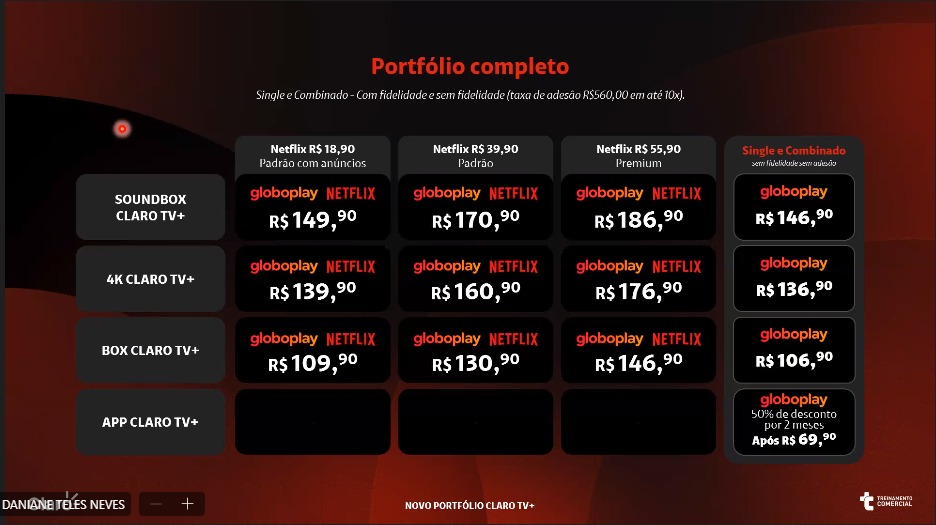 Portfólio completo
Single e Combinado - Com fidelidade e sem fidelidade (taxa de adesão R$560,00 em até 10x).
Netflix R$ 18,90
Padrão com anúncios
Netflix R$ 39,90
Padrão
Netflix R$ 55,90
Premium
Single e Combinado
sem fidelidade sem adesão
SOUNDBOX
CLARO TV+
globoplay NETFLIX
R$ 149,90
globoplay NETFLIX
R$ 170,90
globoplay NETFLIX
R$ 186,90
globoplay
R$ 146,90
4K CLARO TV+
globoplay NETFLIX
R$ 139,90
globoplay NETFLIX
R$ 160,90
globoplay NETFLIX
R$ 176,90
globoplay
R$ 136,90
BOX CLARO TV+
globoplay NETFLIX
R$ 109,90
globoplay NETFLIX
R$ 130,90
globoplay NETFLIX
R$ 146,90
globoplay
R$ 106,90
APP CLARO TV+
globoplay
50% de desconto
por 2 meses
Após R$ 69,90
DANIANE TELES NEVES
NOVO PORTFÓLIO CLARO TV+
t TREINAMENTO
COMERCIAL